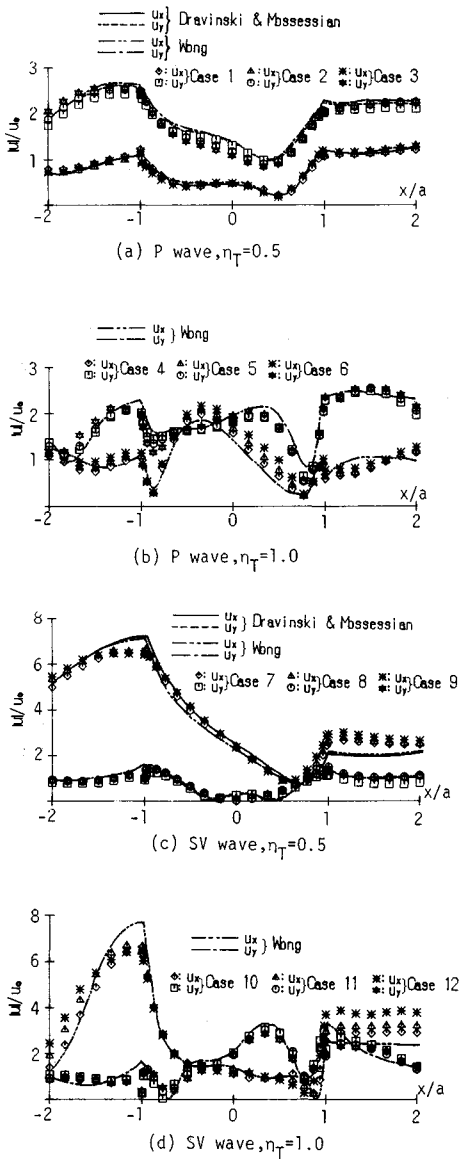 Ux
Uy } Dravinski & Mossessian
Ux
Uy } Wong
|U|/u₀
◇: Ux △: Ux ✳: Ux
□: Uy } Case 1 ○: Uy } Case 2 ✱: Uy } Case 3
3
2
1
-2 -1 0 1 2
x/a
(a) P wave,ηT=0.5
Ux
Uy } Wong
|U|/u₀
◇: Ux △: Ux ✳: Ux
□: Uy } Case 4 ○: Uy } Case 5 ✱: Uy } Case 6
3
2
1
-2 -1 0 1 2
x/a
(b) P wave,ηT=1.0
Ux
Uy } Dravinski & Mossessian
Ux
Uy } Wong
|U|/u₀
◇: Ux △: Ux ✳: Ux
□: Uy } Case 7 ○: Uy } Case 8 ✱: Uy } Case 9
8
6
4
2
-2 -1 0 1 2
x/a
(c) SV wave,ηT=0.5
Ux
Uy } Wong
|U|/u₀
◇: Ux △: Ux ✳: Ux
□: Uy } Case 10 ○: Uy } Case 11 ✱: Uy } Case 12
8
6
4
2
-2 -1 0 1 2
x/a
(d) SV wave,ηT=1.0